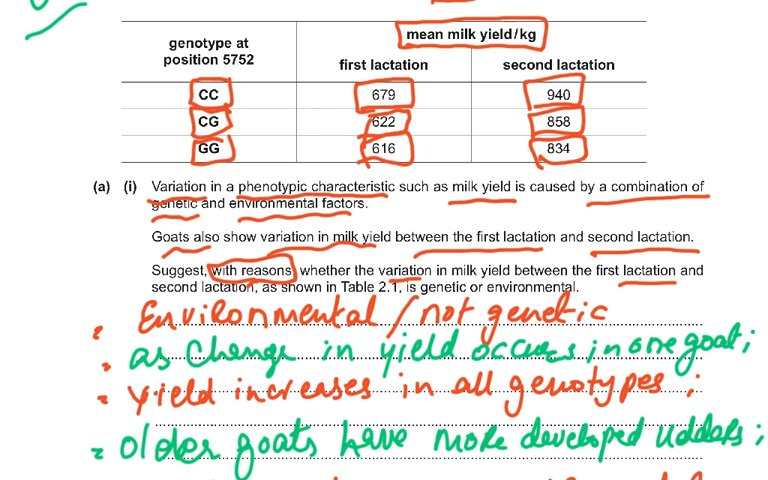 mean milk yield/kg
genotype at
position 5752
first lactation
second lactation
CC 679 940
CG 622 858
GG 616 834
(a) (i) Variation in a phenotypic characteristic such as milk yield is caused by a combination of
genetic and environmental factors.
Goats also show variation in milk yield between the first lactation and second lactation.
Suggest, with reasons, whether the variation in milk yield between the first lactation and
second lactation, as shown in Table 2.1, is genetic or environmental.
Environmental / not genetic
as change in yield occurs in one goat;
yield increases in all genotypes;
older goats have more developed udders;